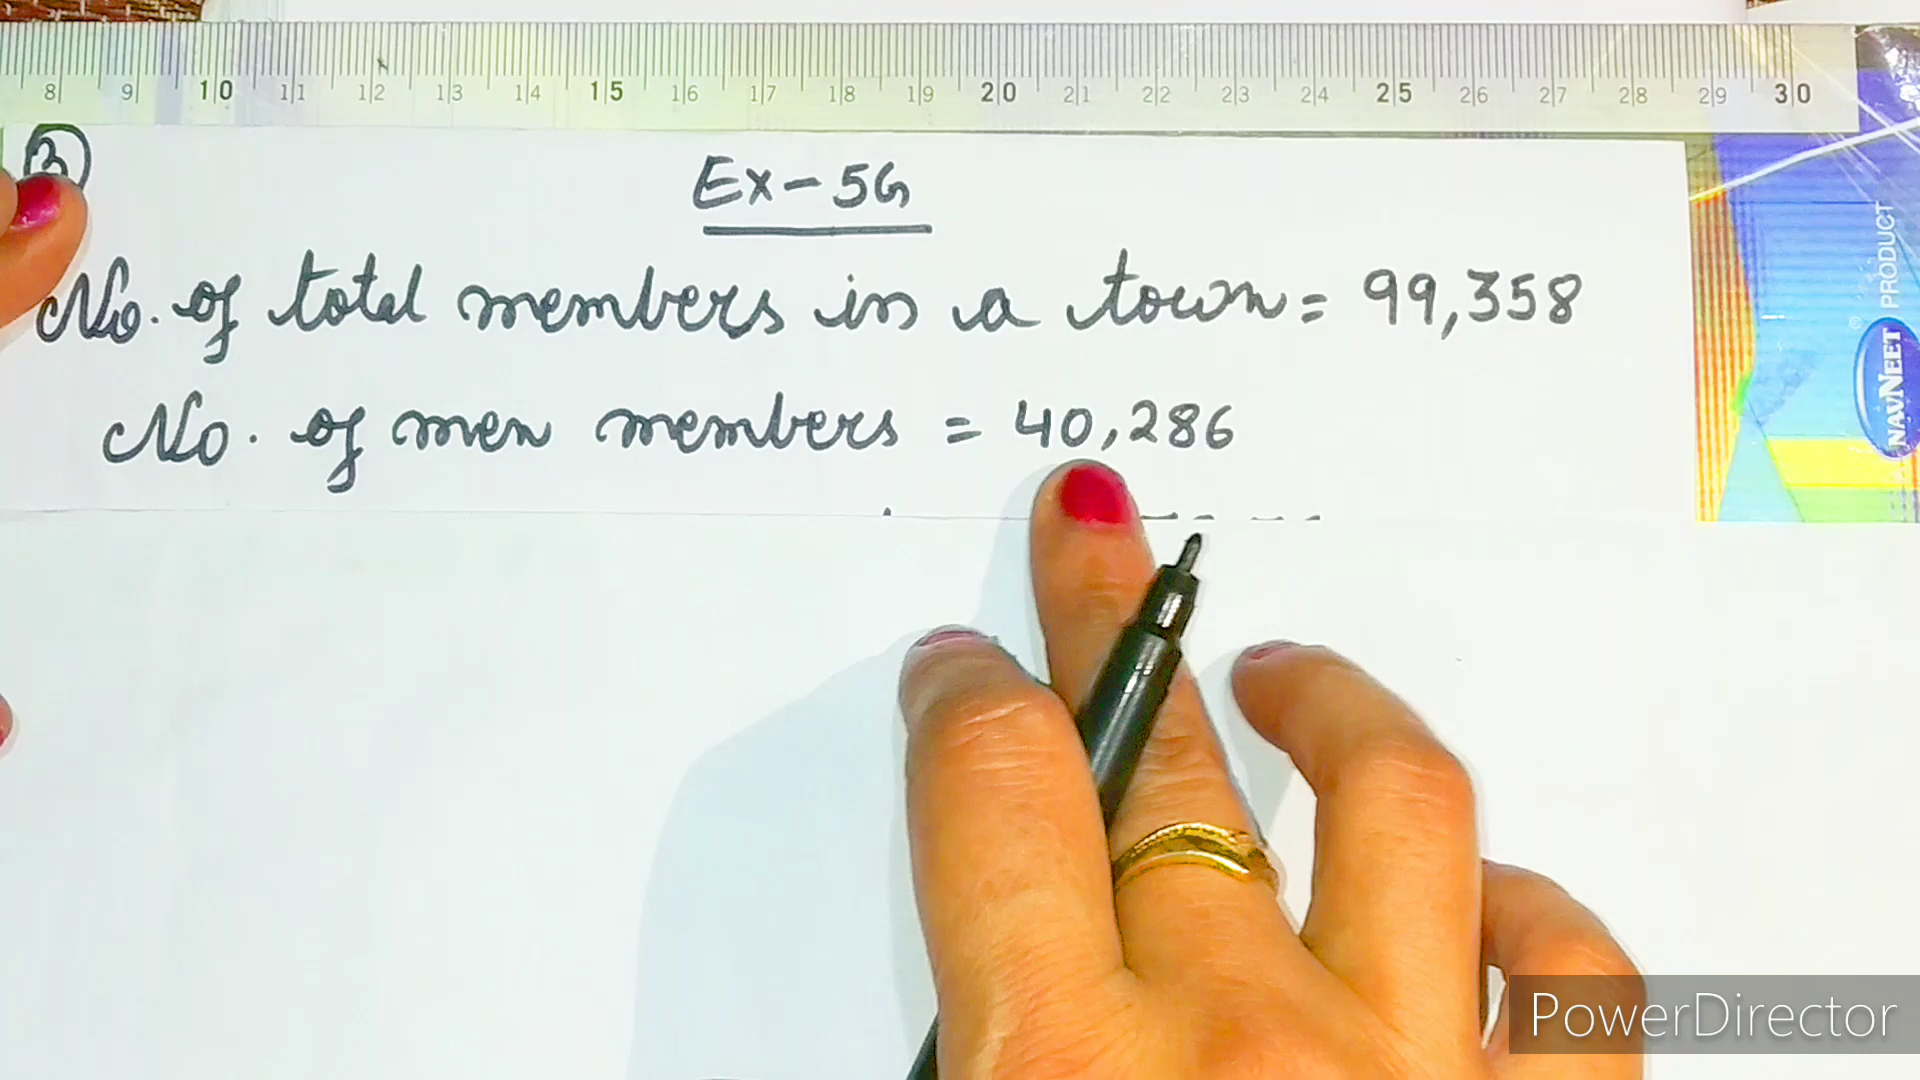 8 9 10 11 12 13 14 15 16 17 18 19 20 21 22 23 24 25 26 27 28 29 30
3
Ex-5G
No. of total members in a town = 99,358
No. of men members = 40,286
NAVNEET PRODUCT
PowerDirector